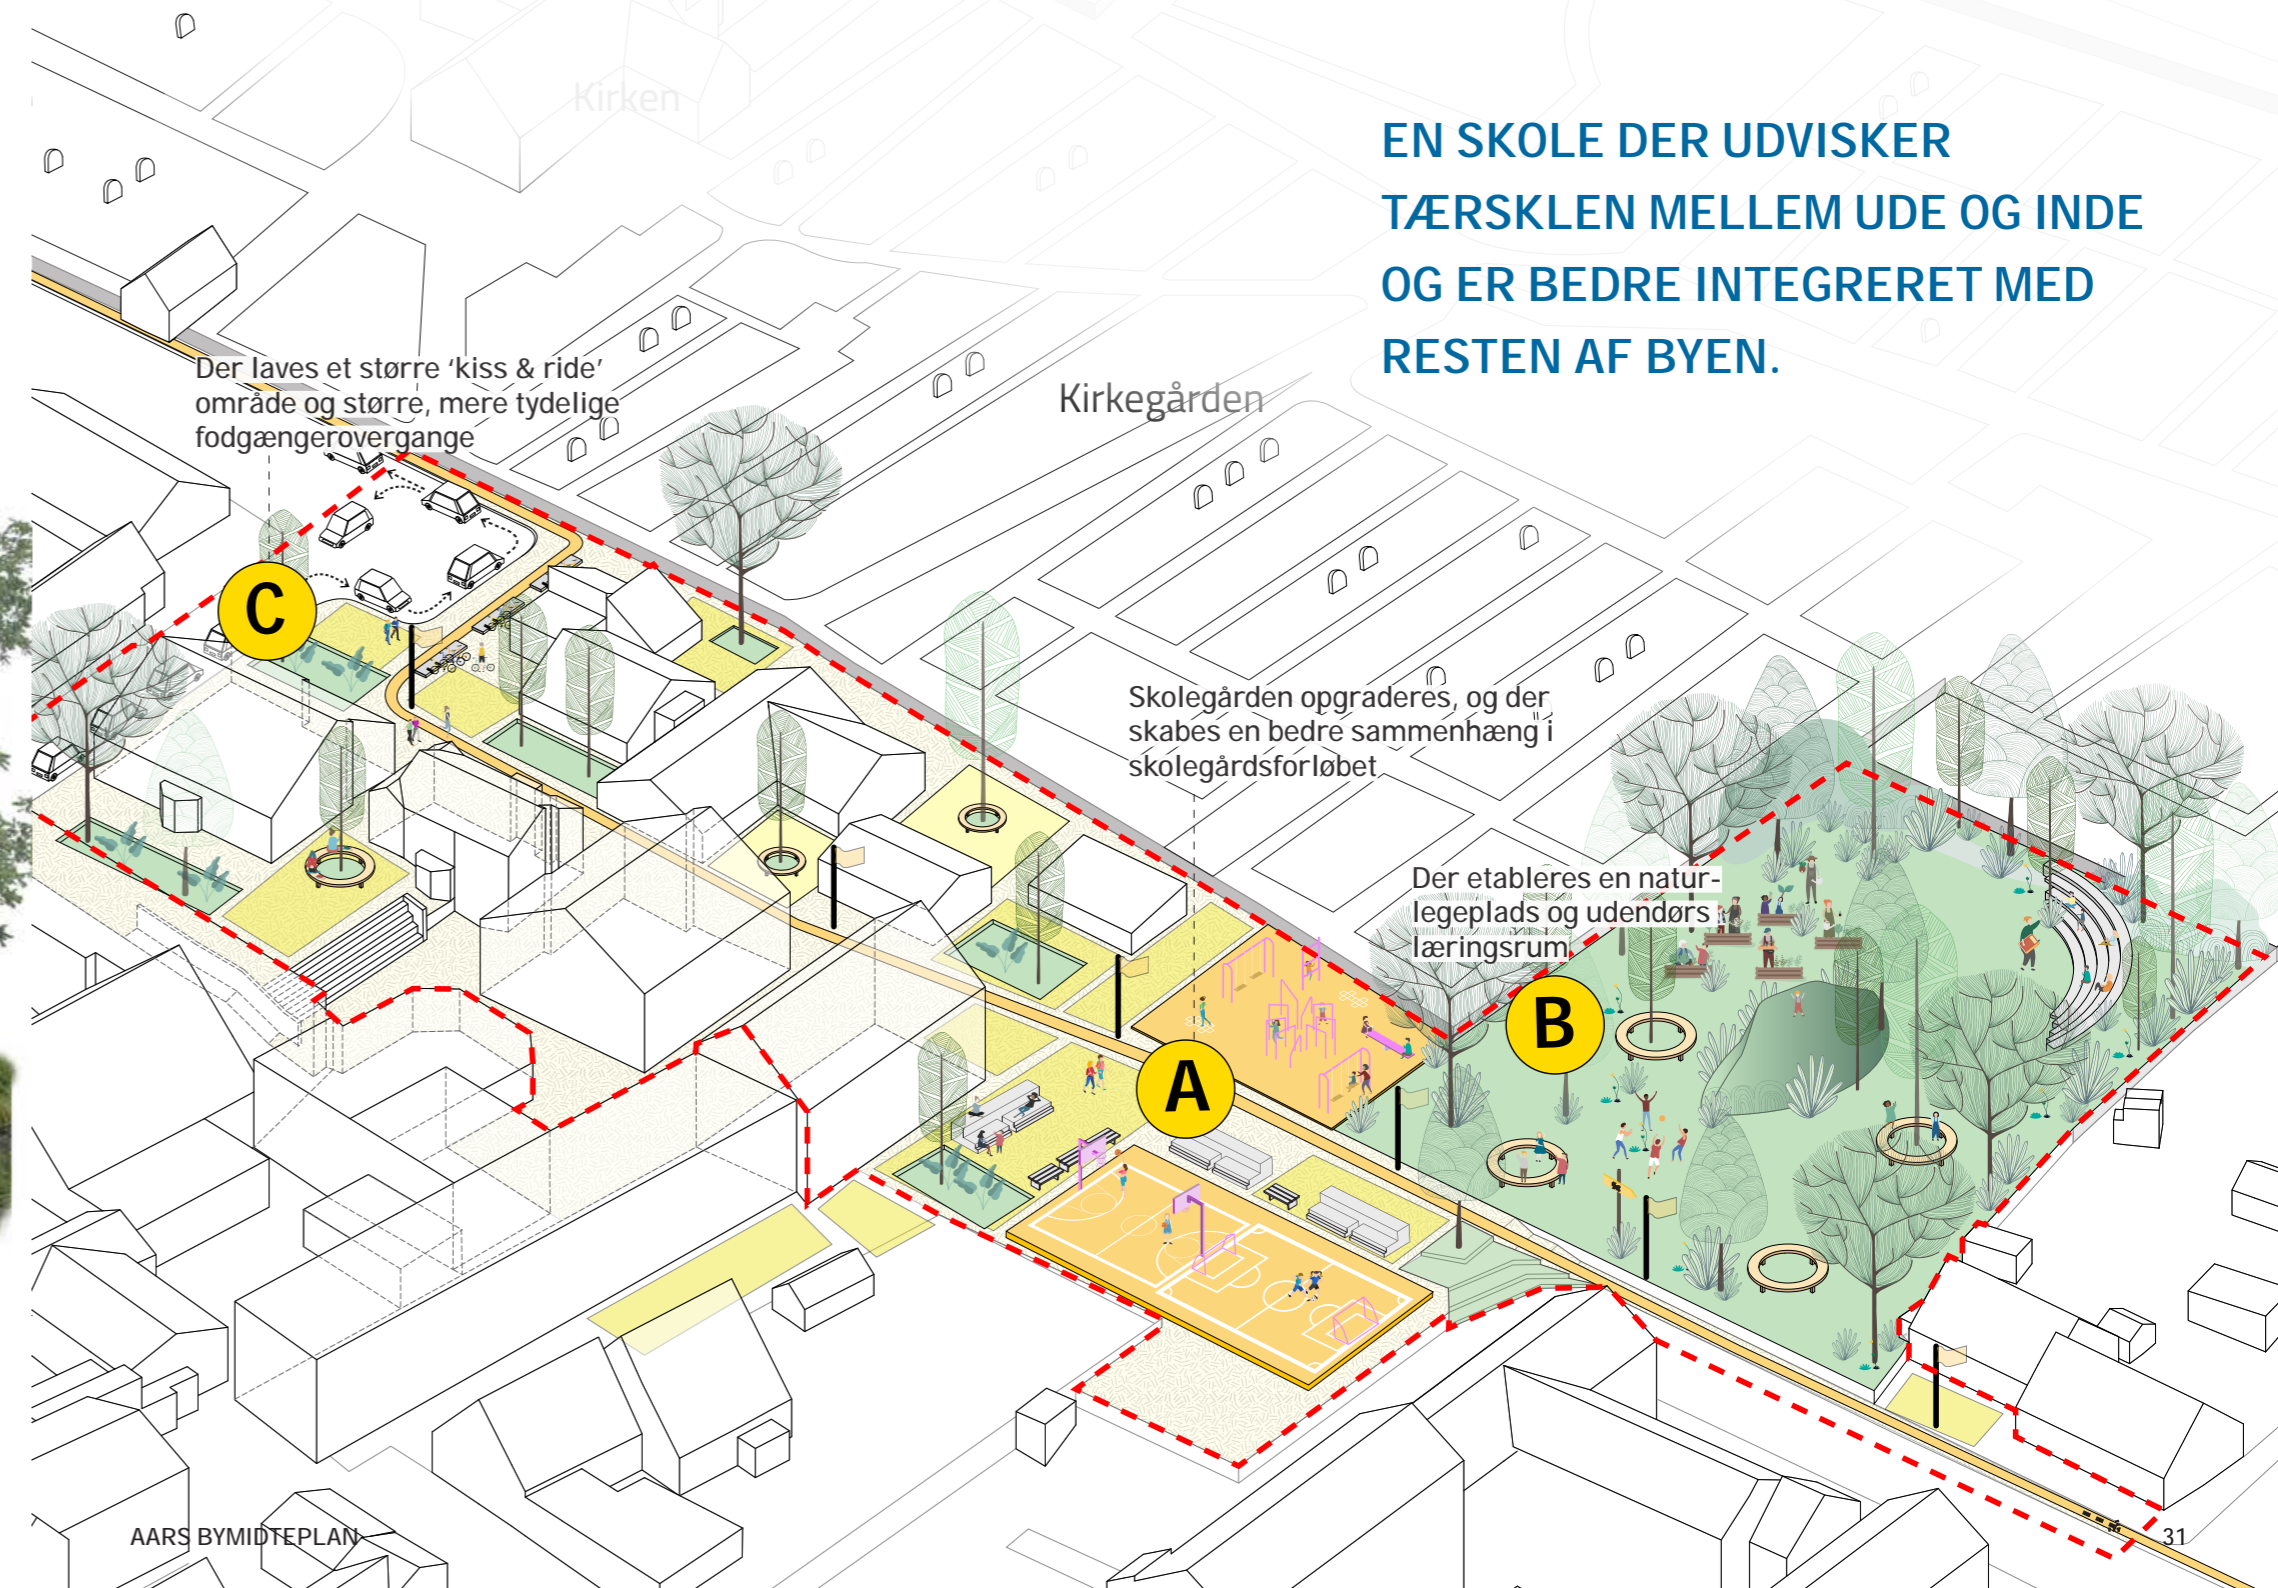 Kirken
EN SKOLE DER UDVISKER
TÆRSKLEN MELLEM UDE OG INDE
OG ER BEDRE INTEGRERET MED
RESTEN AF BYEN.
Der laves et større ‘kiss & ride’
område og større, mere tydelige
fodgængerovergange
Kirkegården
C
Skolegården opgraderes, og der
skabes en bedre sammenhæng i
skolegårdsforløbet
Der etableres en natur-
legeplads og udendørs
læringsrum
B
A
AARS BYMIDTEPLAN
31